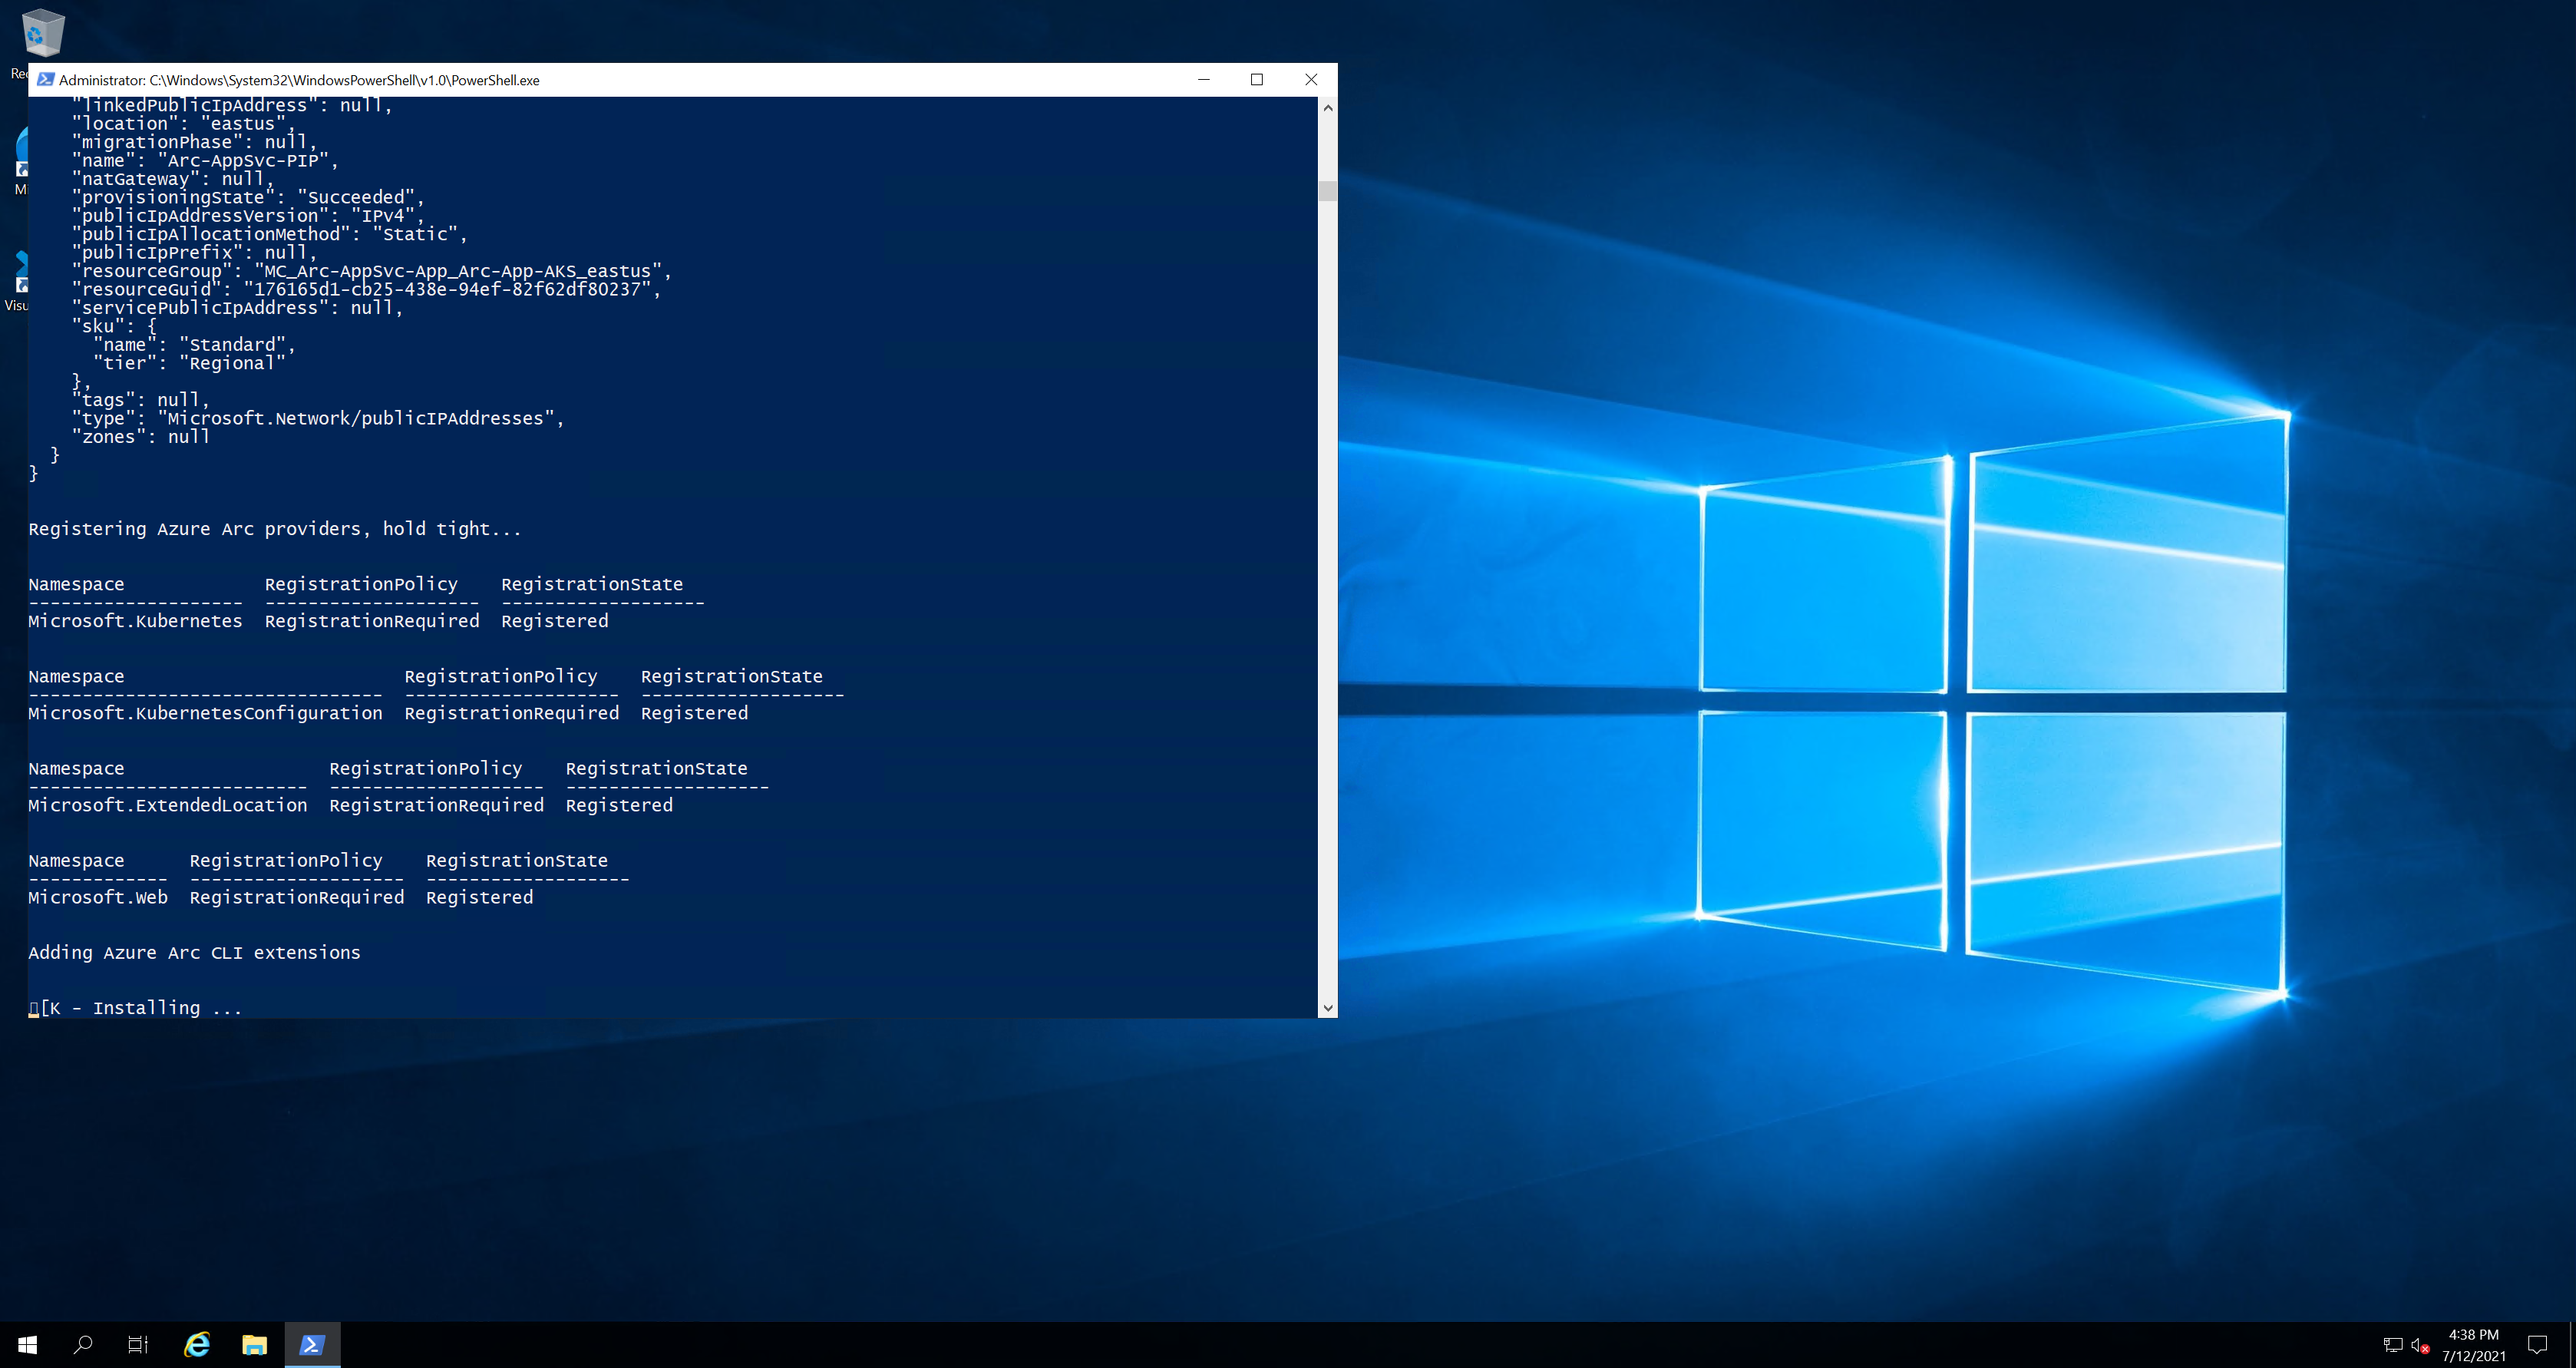 Rec
Mi
Visu
Administrator: C:\Windows\System32\WindowsPowerShell\v1.0\PowerShell.exe
"linkedPublicIpAddress": null,
"location": "eastus",
"migrationPhase": null,
"name": "Arc-AppSvc-PIP",
"natGateway": null,
"provisioningState": "Succeeded",
"publicIpAddressVersion": "IPv4",
"publicIpAllocationMethod": "Static",
"publicIpPrefix": null,
"resourceGroup": "MC_Arc-AppSvc-App_Arc-App-AKS_eastus",
"resourceGuid": "176165d1-cb25-438e-94ef-82f62df80237",
"servicePublicIpAddress": null,
"sku": {
"name": "Standard",
"tier": "Regional"
},
"tags": null,
"type": "Microsoft.Network/publicIPAddresses",
"zones": null
}
}
Registering Azure Arc providers, hold tight...
Namespace RegistrationPolicy RegistrationState
-------------------- -------------------- -------------------
Microsoft.Kubernetes RegistrationRequired Registered
Namespace RegistrationPolicy RegistrationState
--------------------------------- -------------------- -------------------
Microsoft.KubernetesConfiguration RegistrationRequired Registered
Namespace RegistrationPolicy RegistrationState
-------------------------- -------------------- -------------------
Microsoft.ExtendedLocation RegistrationRequired Registered
Namespace RegistrationPolicy RegistrationState
------------- -------------------- -------------------
Microsoft.Web RegistrationRequired Registered
Adding Azure Arc CLI extensions
[K - Installing ...
4:38 PM
7/12/2021